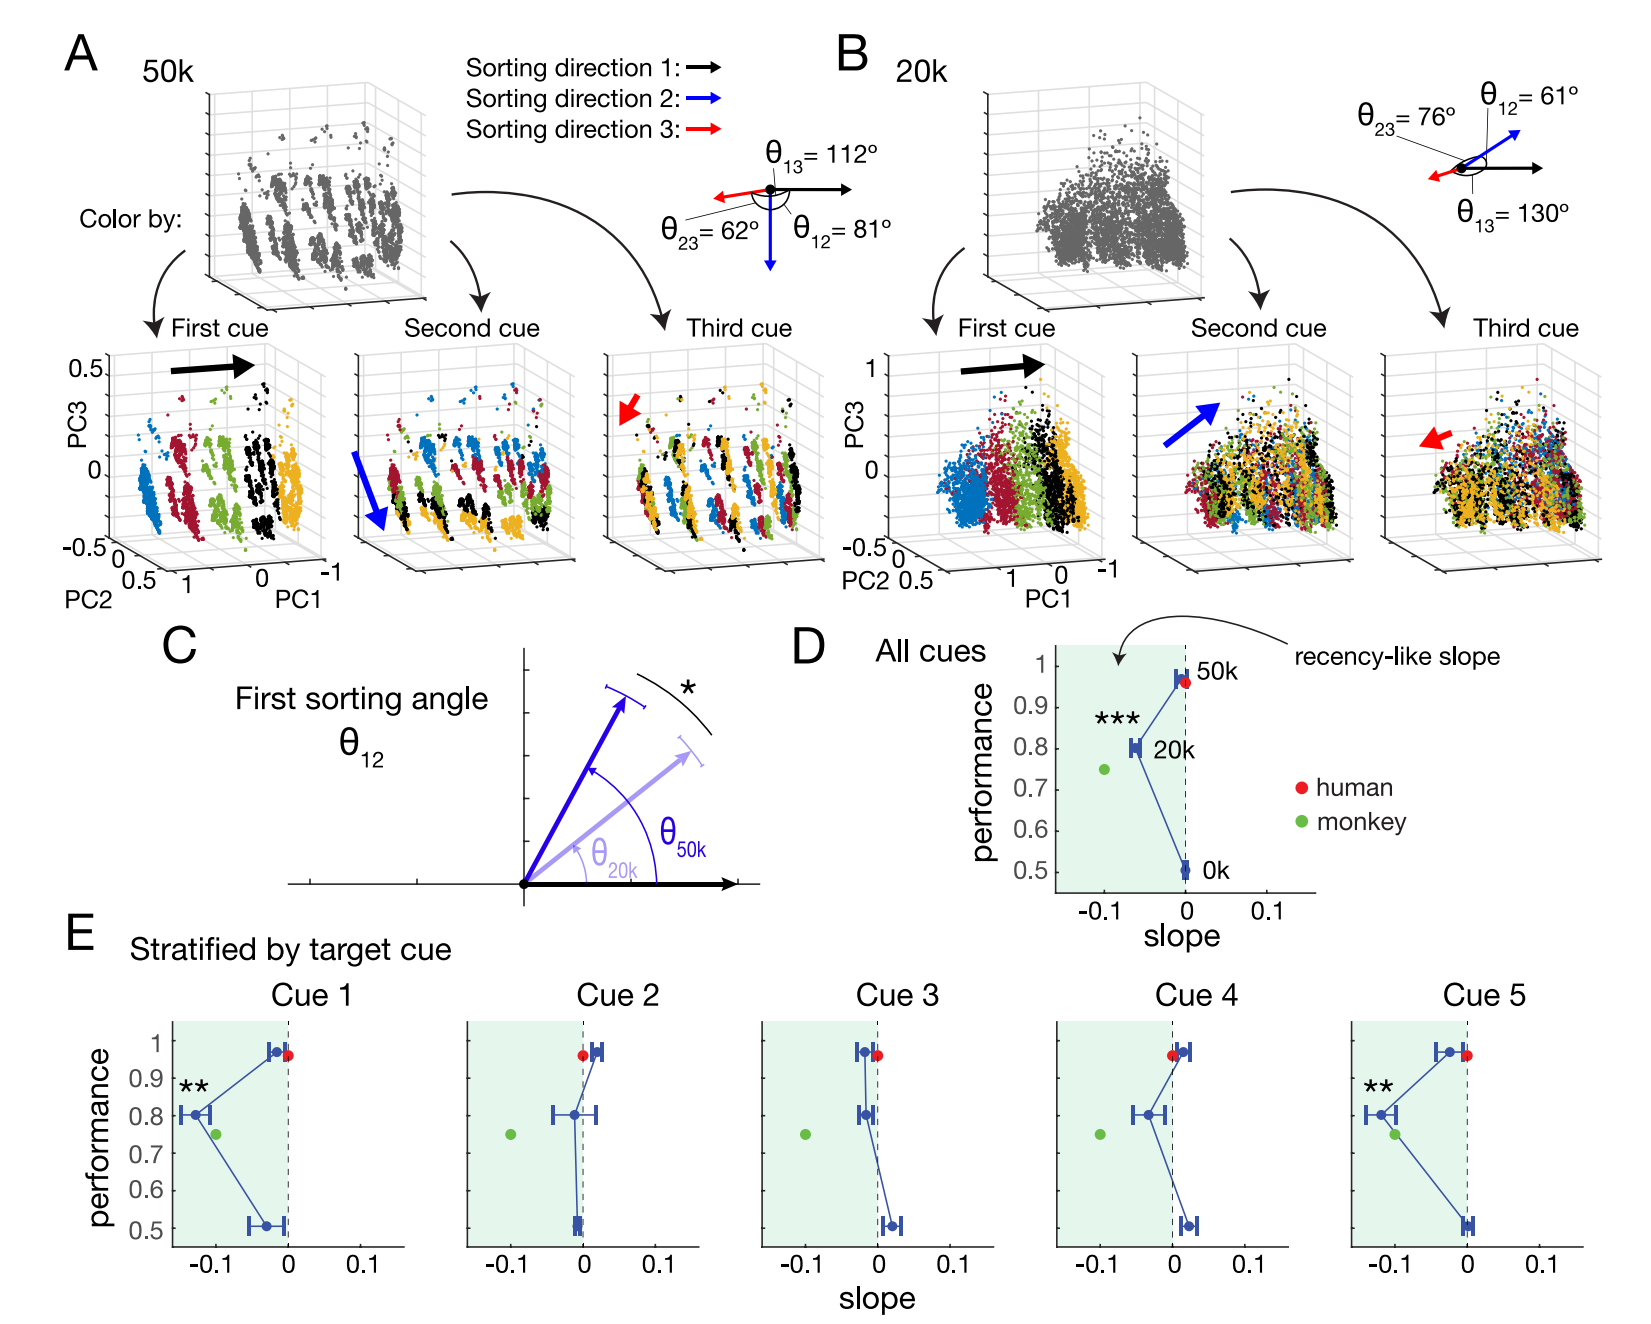 A
50k
Sorting direction 1:
Sorting direction 2:
Sorting direction 3:
θ13= 112º
θ23= 62º
θ12= 81º
Color by:
First cue
Second cue
Third cue
0.5
0
-0.5
PC3
0
0.5
PC2
1
0
-1
PC1
B
20k
θ12= 61º
θ23= 76º
θ13= 130º
First cue
Second cue
Third cue
1
0
-0.5
PC3
0
0.5
PC2
1
0
-1
PC1
C
First sorting angle
θ12
*
θ50k
θ20k
D
All cues
recency-like slope
1
0.9
0.8
0.7
0.6
0.5
performance
50k
***
20k
0k
human
monkey
-0.1
0
0.1
slope
E
Stratified by target cue
Cue 1
Cue 2
Cue 3
Cue 4
Cue 5
1
0.9
0.8
0.7
0.6
0.5
performance
**
**
-0.1 0 0.1
-0.1 0 0.1
-0.1 0 0.1
-0.1 0 0.1
-0.1 0 0.1
slope